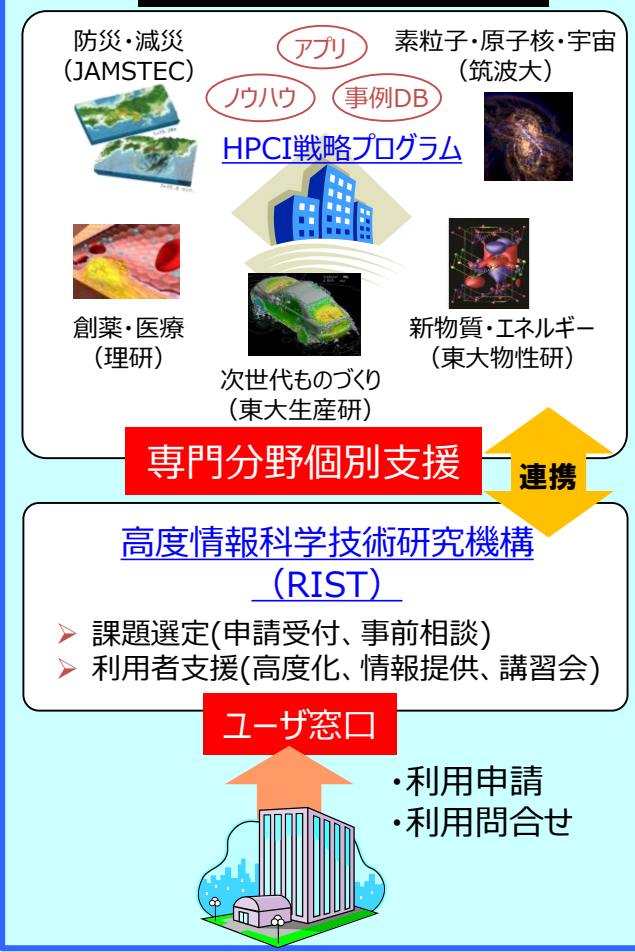 防災・減災
（JAMSTEC）
アプリ
ノウハウ
事例DB
素粒子・原子核・宇宙
（筑波大）
HPCI戦略プログラム
創薬・医療
（理研）
次世代ものづくり
（東大生産研）
新物質・エネルギー
（東大物性研）
専門分野個別支援
連携
高度情報科学技術研究機構
（RIST）
➢ 課題選定(申請受付、事前相談)
➢ 利用者支援(高度化、情報提供、講習会)
ユーザ窓口
・利用申請
・利用問合せ